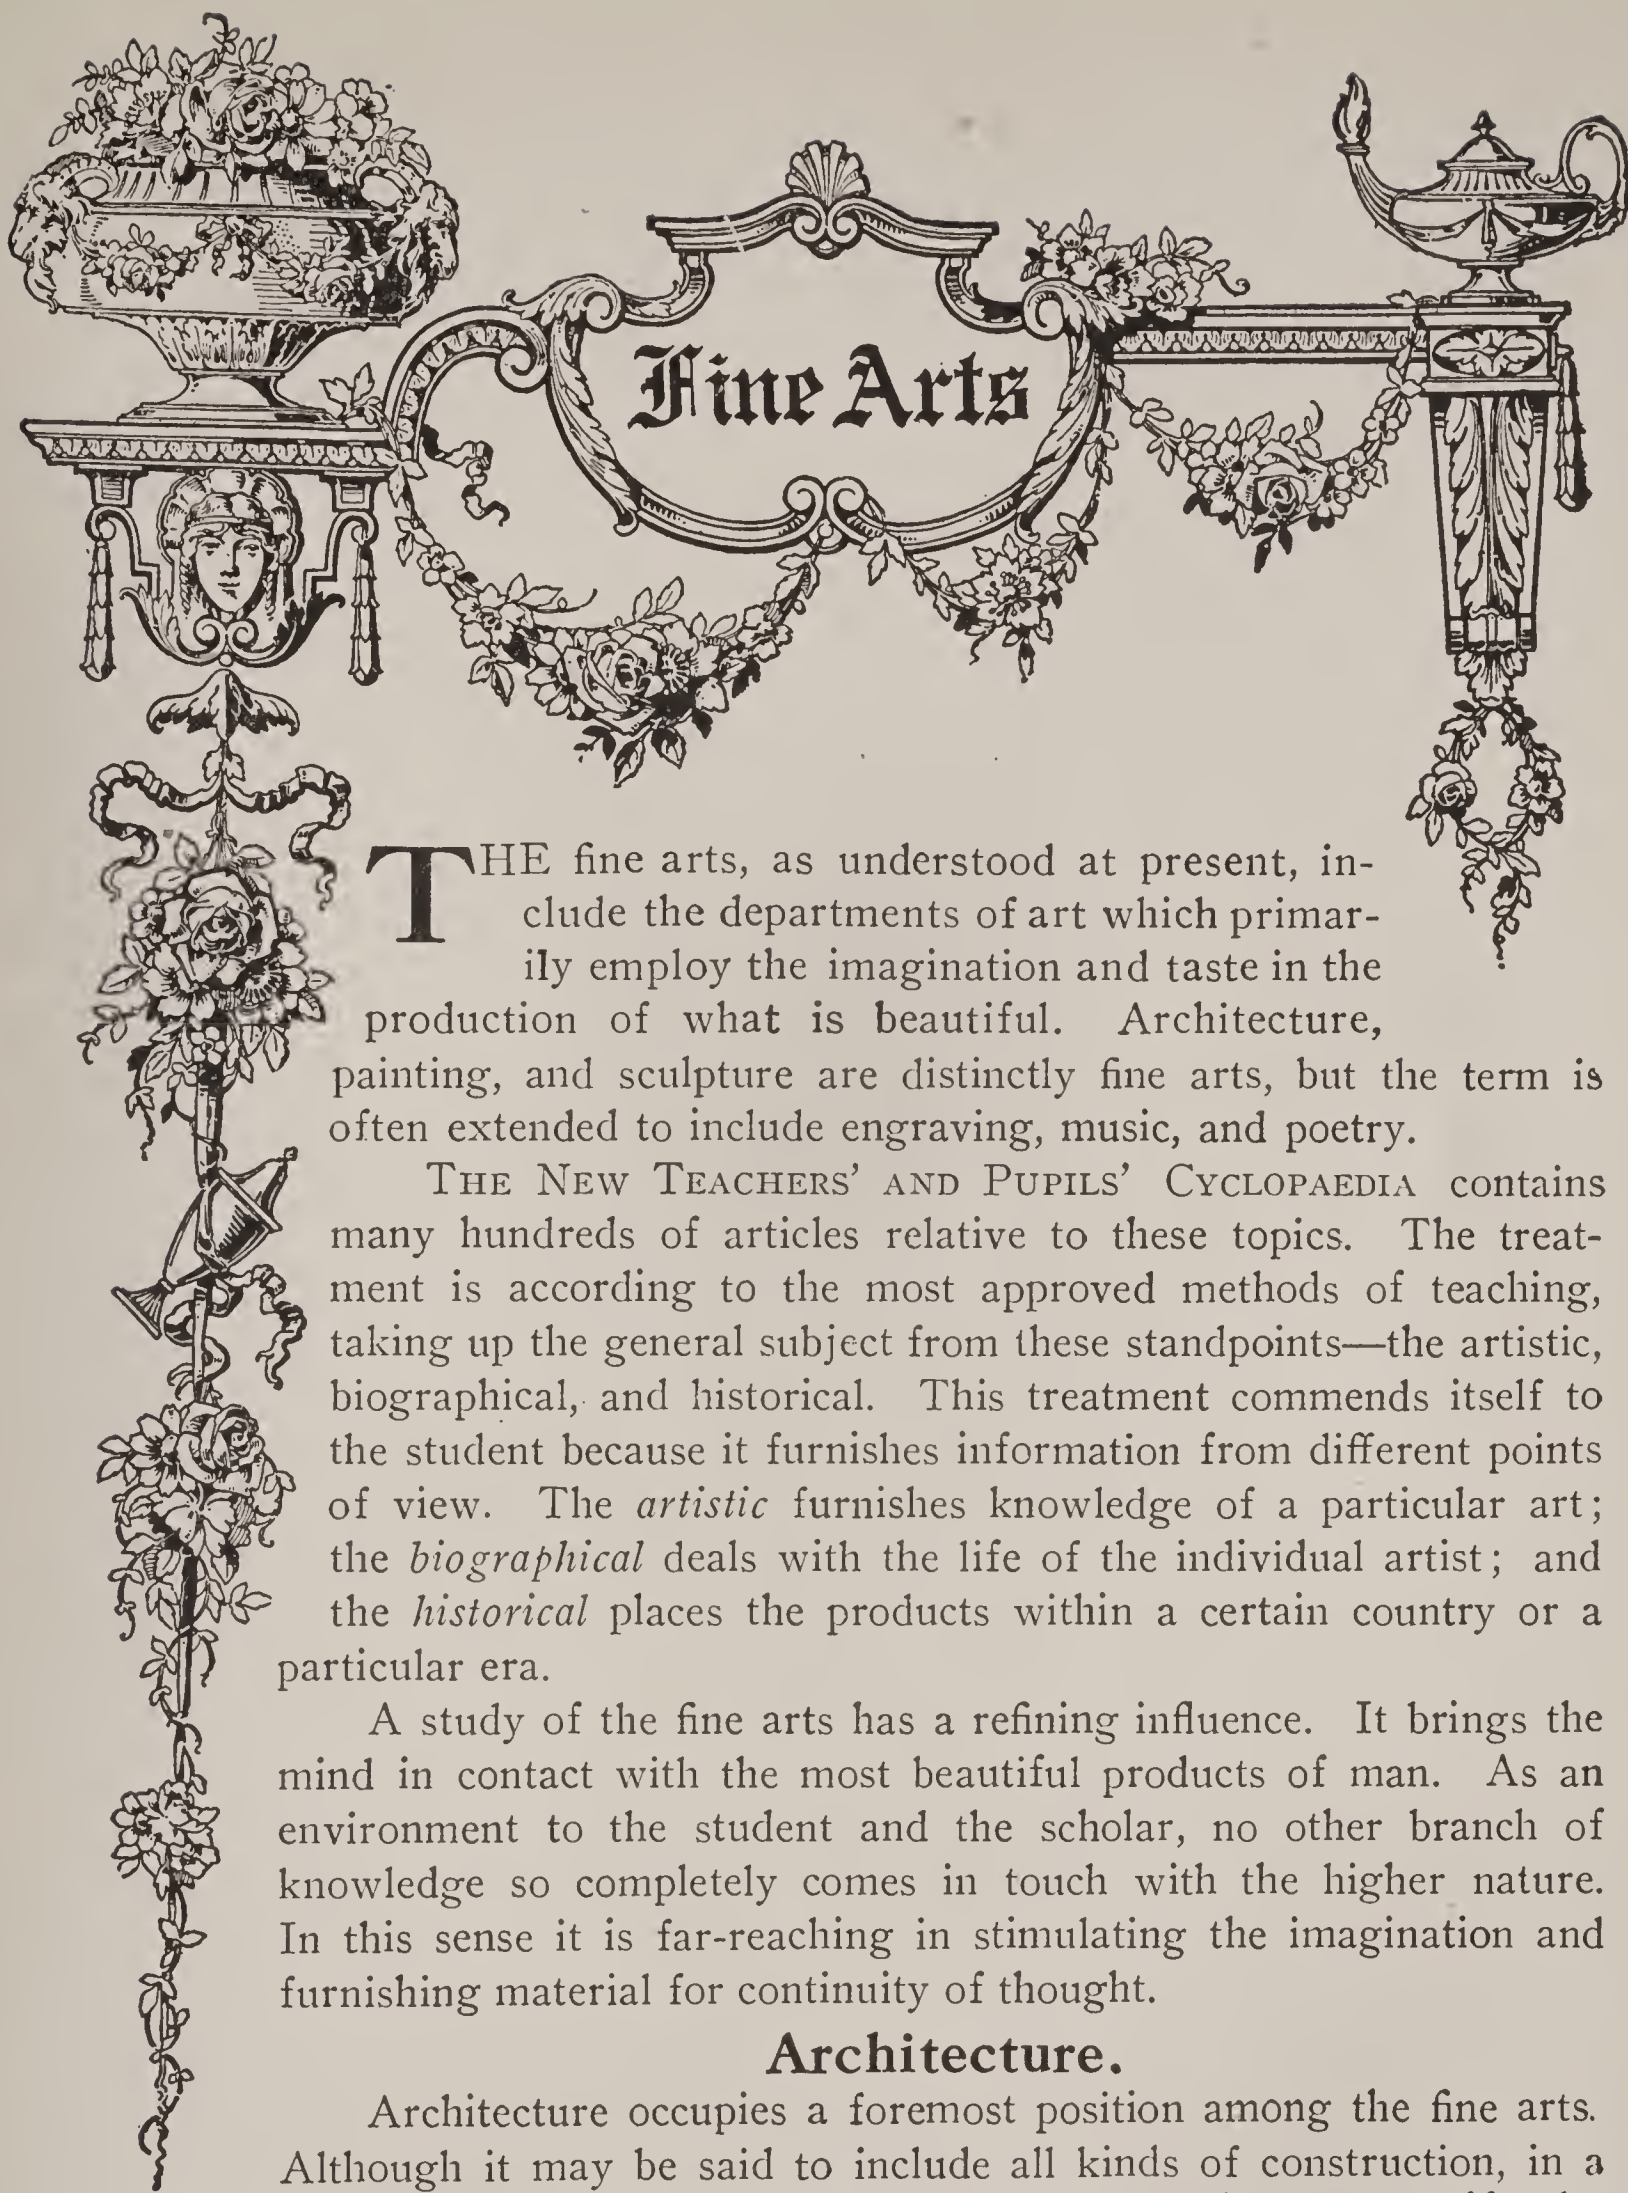 Fine Arts
THE fine arts, as understood at present, in-
clude the departments of art which primar-
ily employ the imagination and taste in the
production of what is beautiful. Architecture,
painting, and sculpture are distinctly fine arts, but the term is
often extended to include engraving, music, and poetry.
THE NEW TEACHERS' AND PUPILS' CYCLOPAEDIA contains
many hundreds of articles relative to these topics. The treat-
ment is according to the most approved methods of teaching,
taking up the general subject from these standpoints—the artistic,
biographical, and historical. This treatment commends itself to
the student because it furnishes information from different points
of view. The artistic furnishes knowledge of a particular art;
the biographical deals with the life of the individual artist; and
the historical places the products within a certain country or a
particular era.
A study of the fine arts has a refining influence. It brings the
mind in contact with the most beautiful products of man. As an
environment to the student and the scholar, no other branch of
knowledge so completely comes in touch with the higher nature.
In this sense it is far-reaching in stimulating the imagination and
furnishing material for continuity of thought.
Architecture.
Architecture occupies a foremost position among the fine arts.
Although it may be said to include all kinds of construction, in a